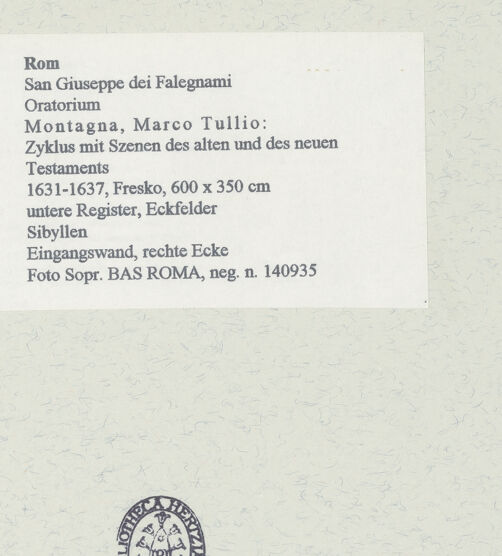 Rom
San Giuseppe dei Falegnami
Oratorium
Montagna, Marco Tullio:
Zyklus mit Szenen des alten und des neuen
Testaments
1631-1637, Fresko, 600 x 350 cm
untere Register, Eckfelder
Sibyllen
Eingangswand, rechte Ecke
Foto Sopr. BAS ROMA, neg. n. 140935